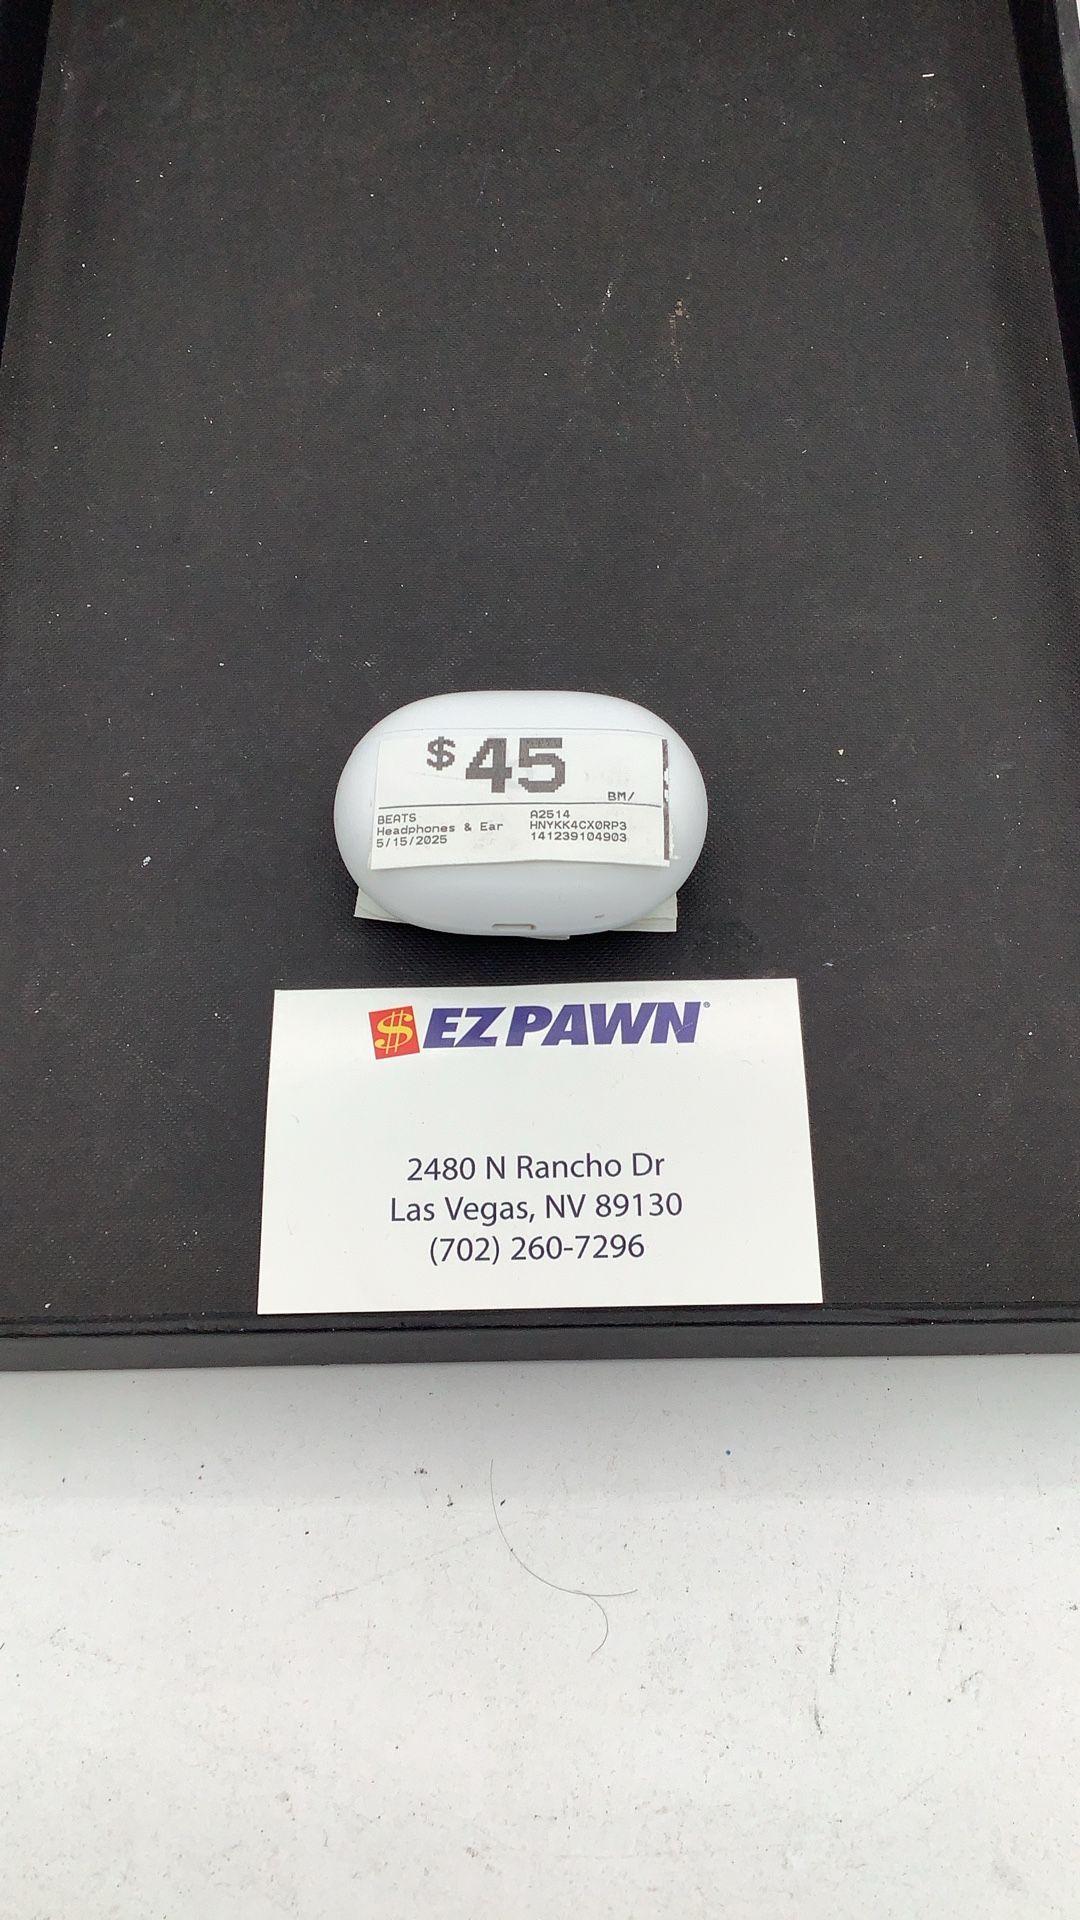 $45
BM/
BEATS A2514
Headphones & Ear HNYKK4CX0RP3
5/15/2025 141239104903
$ EZPAWN®
2480 N Rancho Dr
Las Vegas, NV 89130
(702) 260-7296